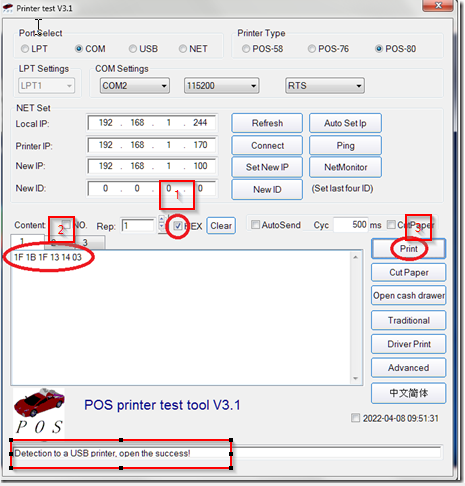 Printer test V3.1
Port Select
LPT COM USB NET
Printer Type
POS-58 POS-76 POS-80
LPT Settings
LPT1
COM Settings
COM2 115200 RTS
NET Set
Local IP: 192 . 168 . 1 . 244 Refresh Auto Set Ip
Printer IP: 192 . 168 . 1 . 170 Connect Ping
New IP: 192 . 168 . 1 . 100 Set New IP NetMonitor
New ID: 0 . 0 . 0 . 0 New ID (Set last four ID)
1
Content: 2 NO. Rep: 1 HEX Clear AutoSend Cyc 500 ms CutPaper 3
1 2 3
1F 1B 1F 13 14 03
Print
Cut Paper
Open cash drawer
Traditional
Driver Print
Advanced
中文简体
POS
POS printer test tool V3.1
2022-04-08 09:51:31
Detection to a USB printer, open the success!